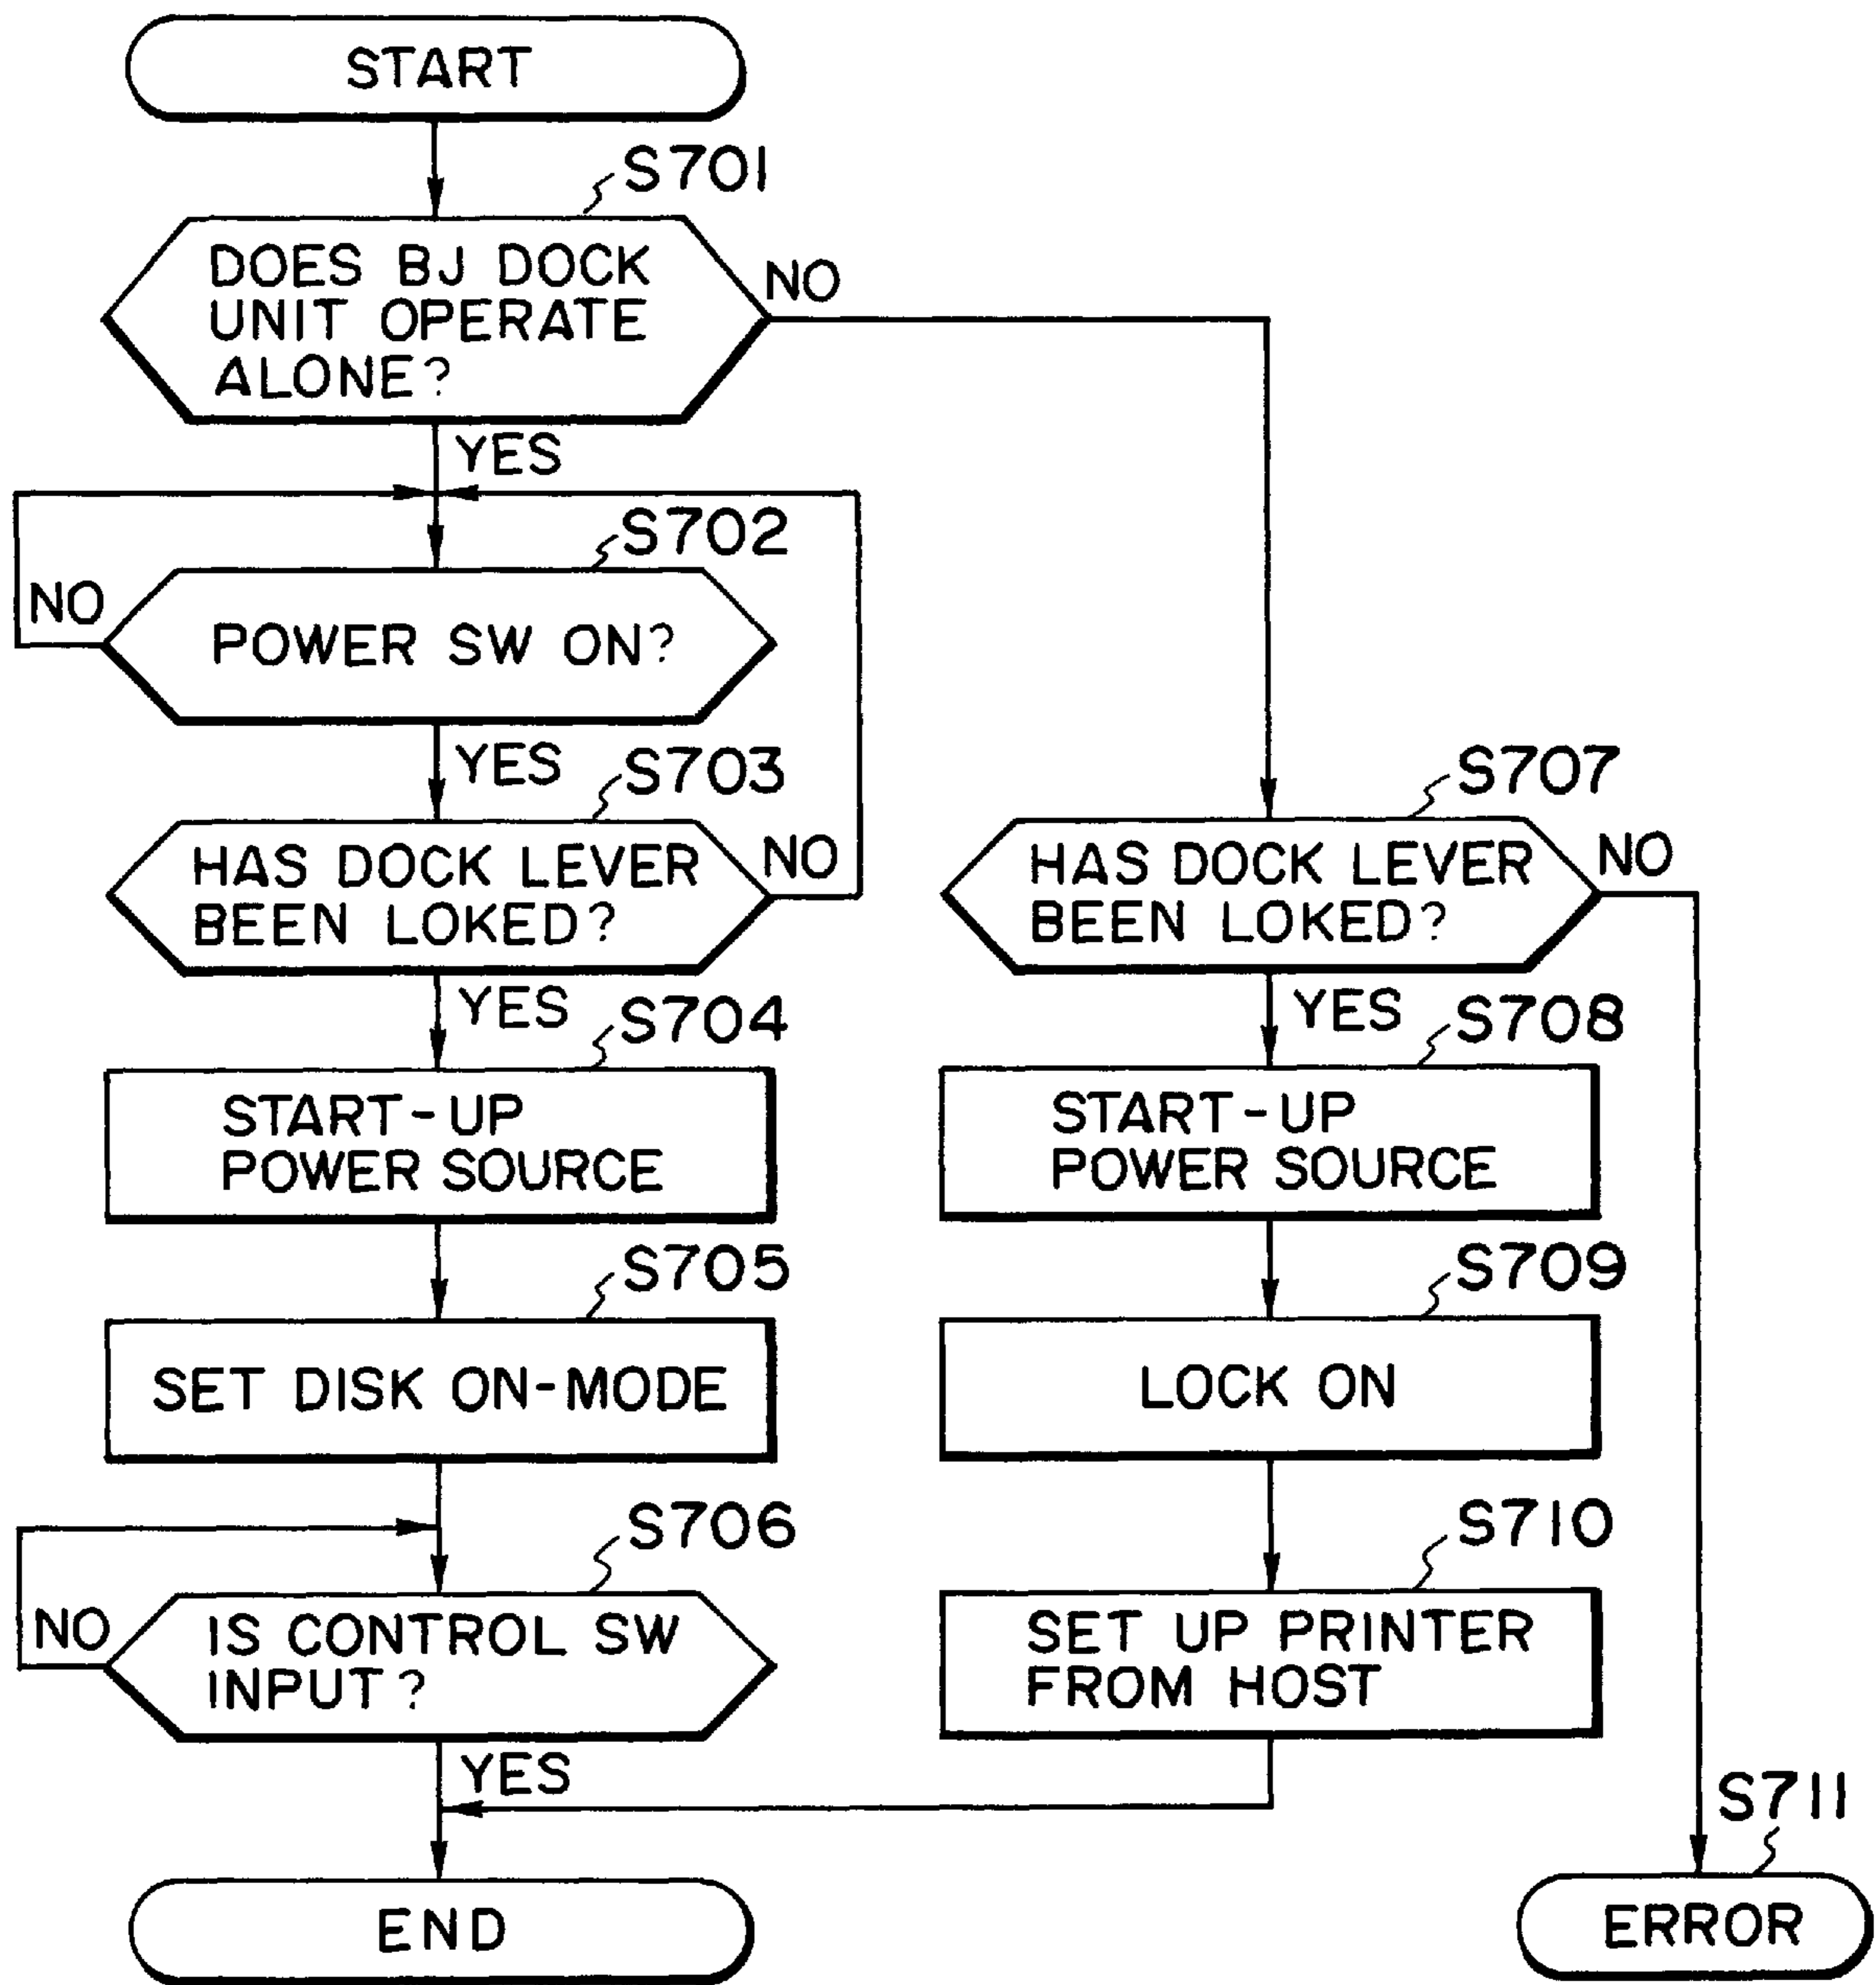 START
S701
DOES BJ DOCK
UNIT OPERATE
ALONE?
NO
YES
S702
NO
POWER SW ON?
YES
S703
HAS DOCK LEVER
BEEN LOKED?
NO
YES
S704
START-UP
POWER SOURCE
S705
SET DISK ON-MODE
S706
NO
IS CONTROL SW
INPUT?
YES
END
S707
HAS DOCK LEVER
BEEN LOKED?
NO
YES
S708
START-UP
POWER SOURCE
S709
LOCK ON
S710
SET UP PRINTER
FROM HOST
S711
ERROR